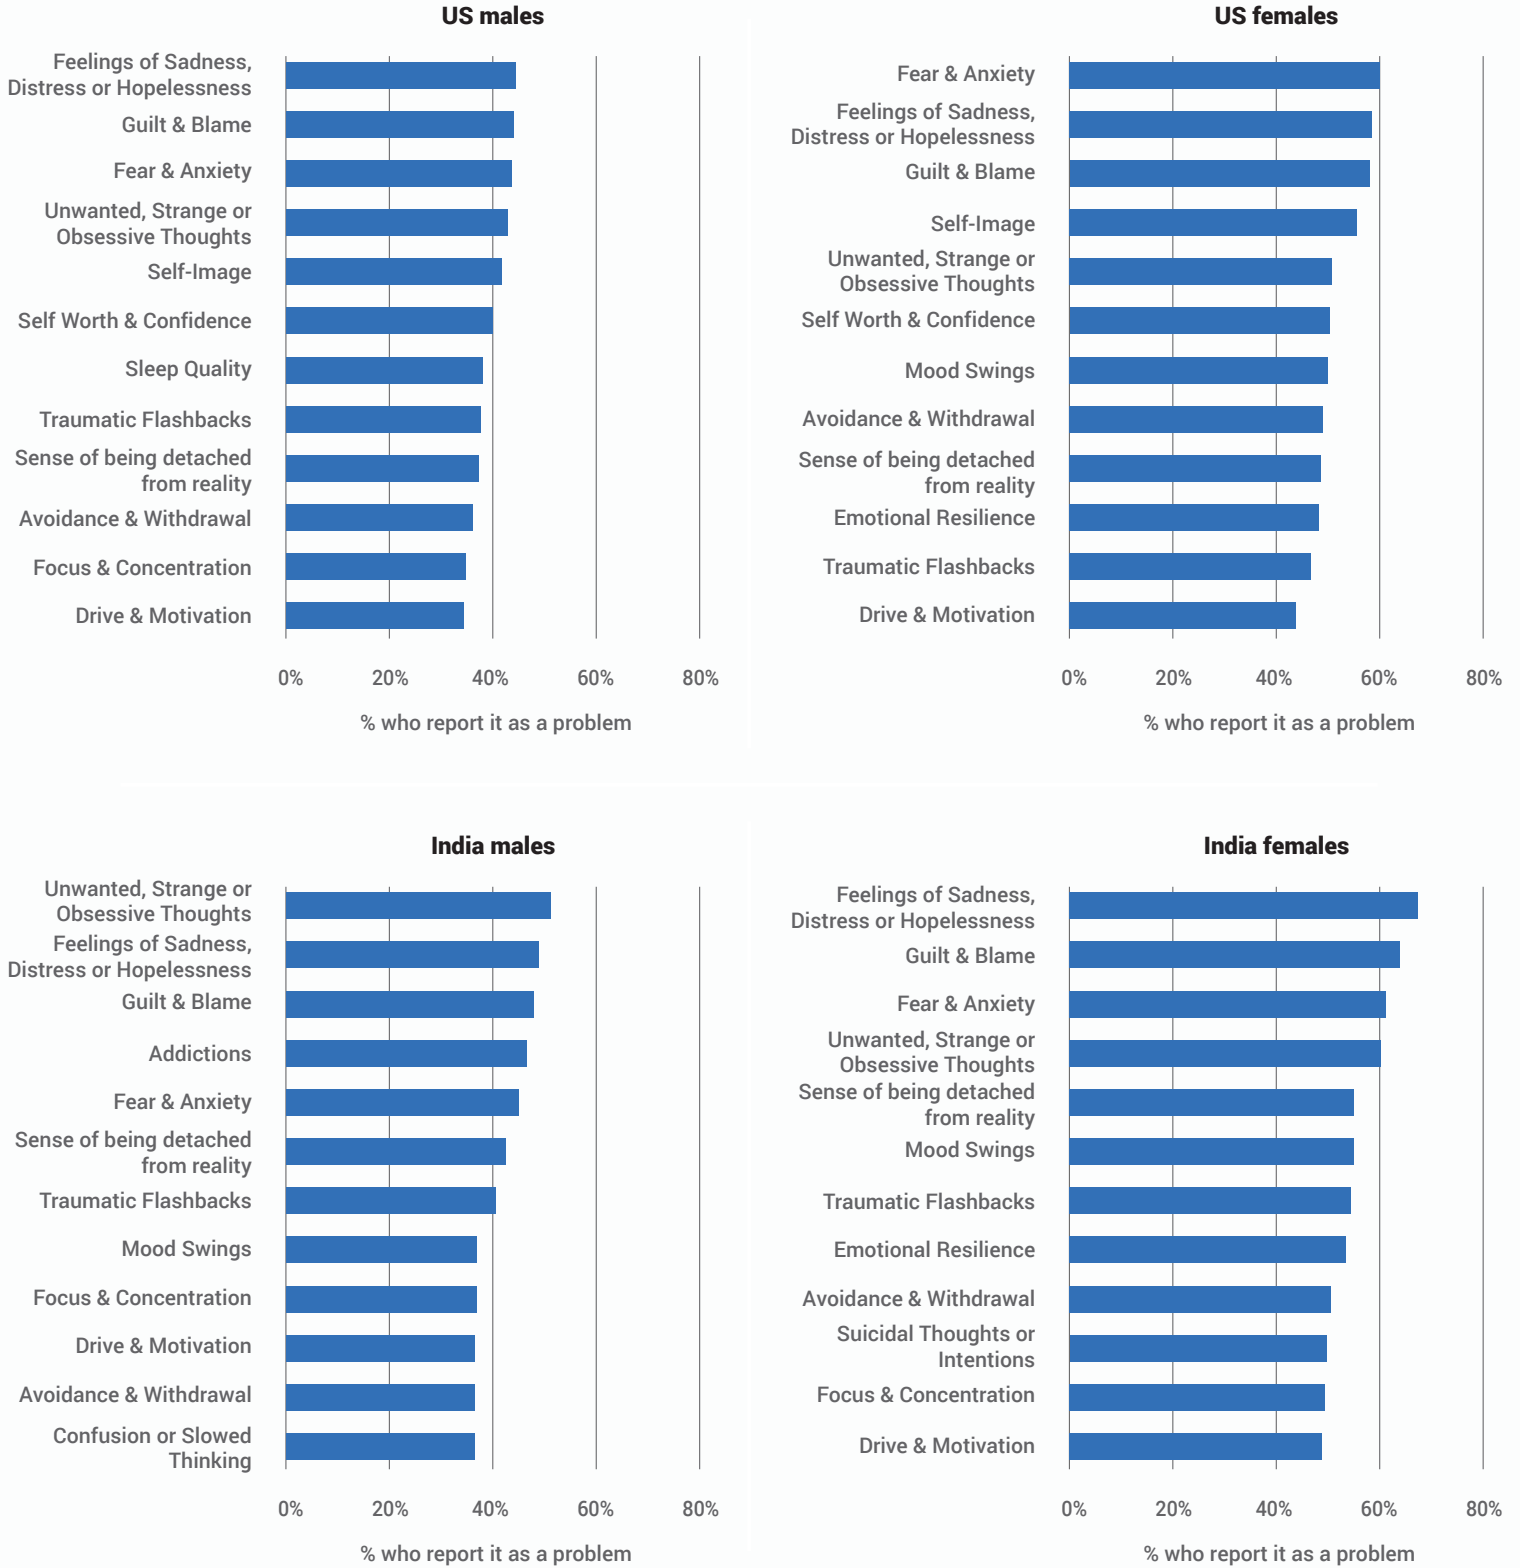 US males
Feelings of Sadness,
Distress or Hopelessness
Guilt & Blame
Fear & Anxiety
Unwanted, Strange or
Obsessive Thoughts
Self-Image
Self Worth & Confidence
Sleep Quality
Traumatic Flashbacks
Sense of being detached
from reality
Avoidance & Withdrawal
Focus & Concentration
Drive & Motivation
0% 20% 40% 60% 80%
% who report it as a problem
US females
Fear & Anxiety
Feelings of Sadness,
Distress or Hopelessness
Guilt & Blame
Self-Image
Unwanted, Strange or
Obsessive Thoughts
Self Worth & Confidence
Mood Swings
Avoidance & Withdrawal
Sense of being detached
from reality
Emotional Resilience
Traumatic Flashbacks
Drive & Motivation
0% 20% 40% 60% 80%
% who report it as a problem
India males
Unwanted, Strange or
Obsessive Thoughts
Feelings of Sadness,
Distress or Hopelessness
Guilt & Blame
Addictions
Fear & Anxiety
Sense of being detached
from reality
Traumatic Flashbacks
Mood Swings
Focus & Concentration
Drive & Motivation
Avoidance & Withdrawal
Confusion or Slowed
Thinking
0% 20% 40% 60% 80%
% who report it as a problem
India females
Feelings of Sadness,
Distress or Hopelessness
Guilt & Blame
Fear & Anxiety
Unwanted, Strange or
Obsessive Thoughts
Sense of being detached
from reality
Mood Swings
Traumatic Flashbacks
Emotional Resilience
Avoidance & Withdrawal
Suicidal Thoughts or
Intentions
Focus & Concentration
Drive & Motivation
0% 20% 40% 60% 80%
% who report it as a problem